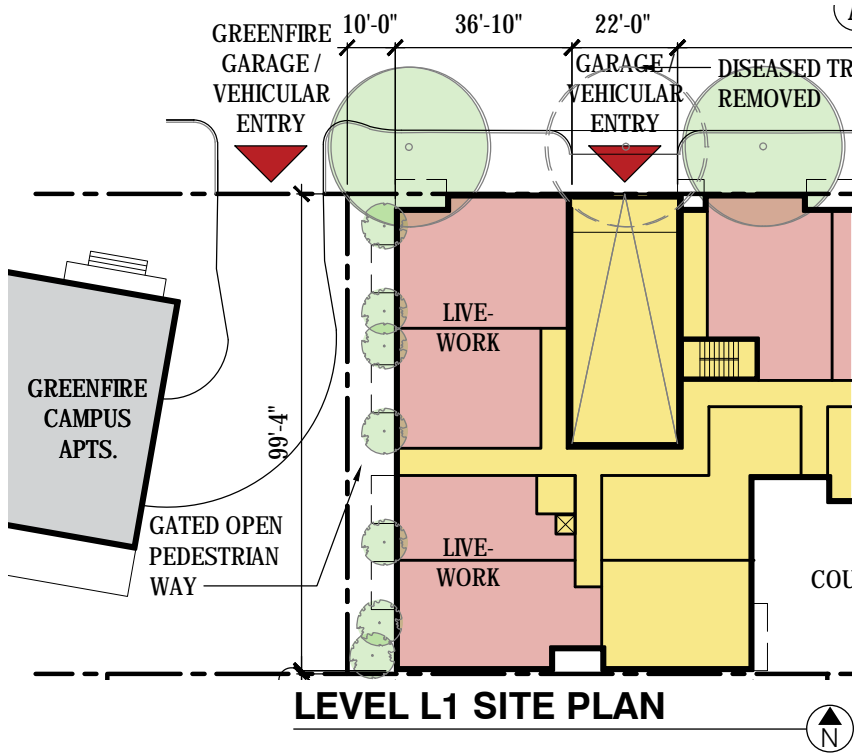 10'-0"
36'-10"
22'-0"
GREENFIRE
GARAGE /
VEHICULAR
ENTRY
GARAGE /
VEHICULAR
ENTRY
DISEASED TR
REMOVED
LIVE-
WORK
GREENFIRE
CAMPUS
APTS.
99'-4"
GATED OPEN
PEDESTRIAN
WAY
LIVE-
WORK
COU
LEVEL L1 SITE PLAN
N